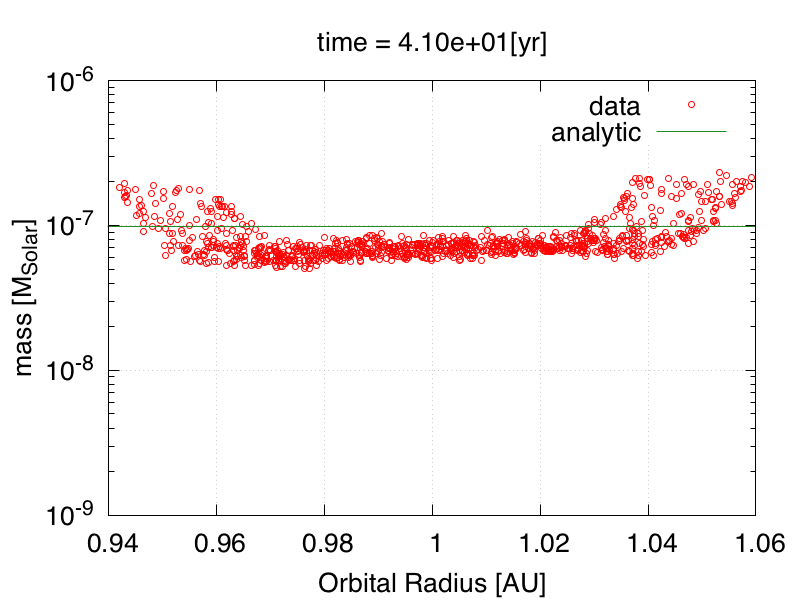 time = 4.10e+01[yr]
10^-6
data
analytic
10^-7
10^-8
10^-9
mass [M_Solar]
0.94 0.96 0.98 1 1.02 1.04 1.06
Orbital Radius [AU]